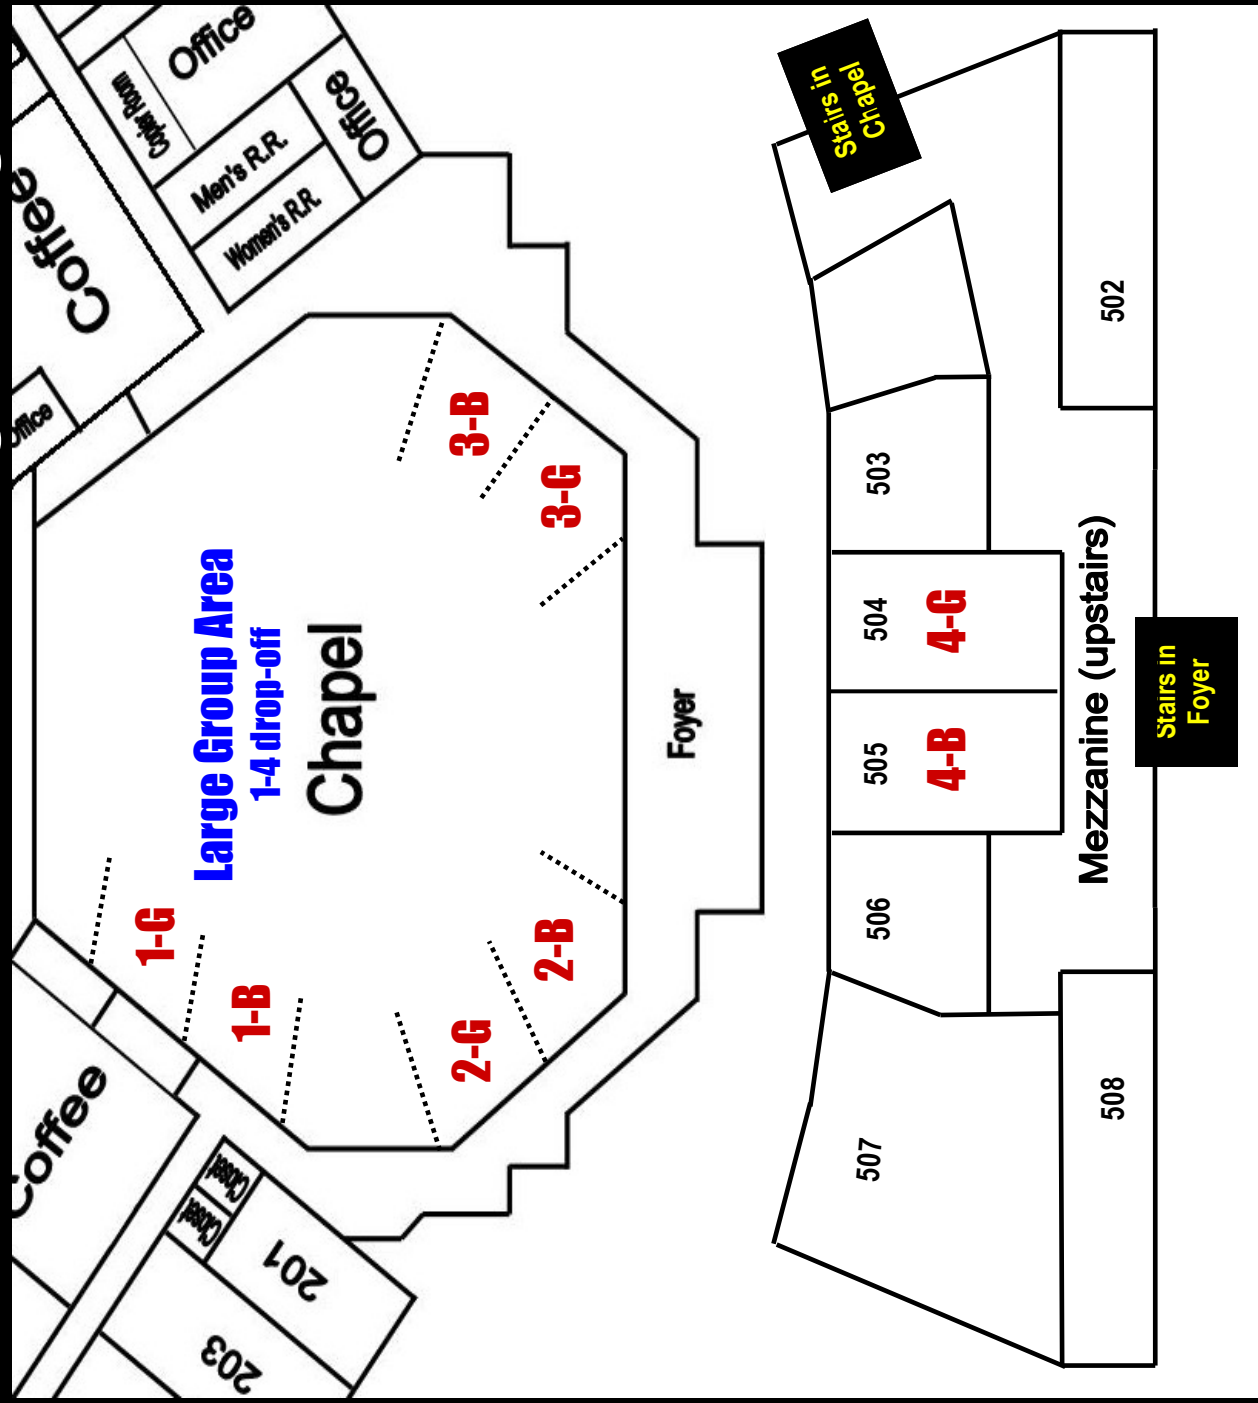 Office
Copier Room
Office
Men's R.R.
Women's R.R.
Coffee
Office
3-B
3-G
Large Group Area
1-4 drop-off
Chapel
Foyer
1-G
1-B
2-B
2-G
Coffee
Closet
Closet
201
203
Stairs in
Chapel
502
503
504
4-G
505
4-B
506
Mezzanine (upstairs)
Stairs in
Foyer
507
508